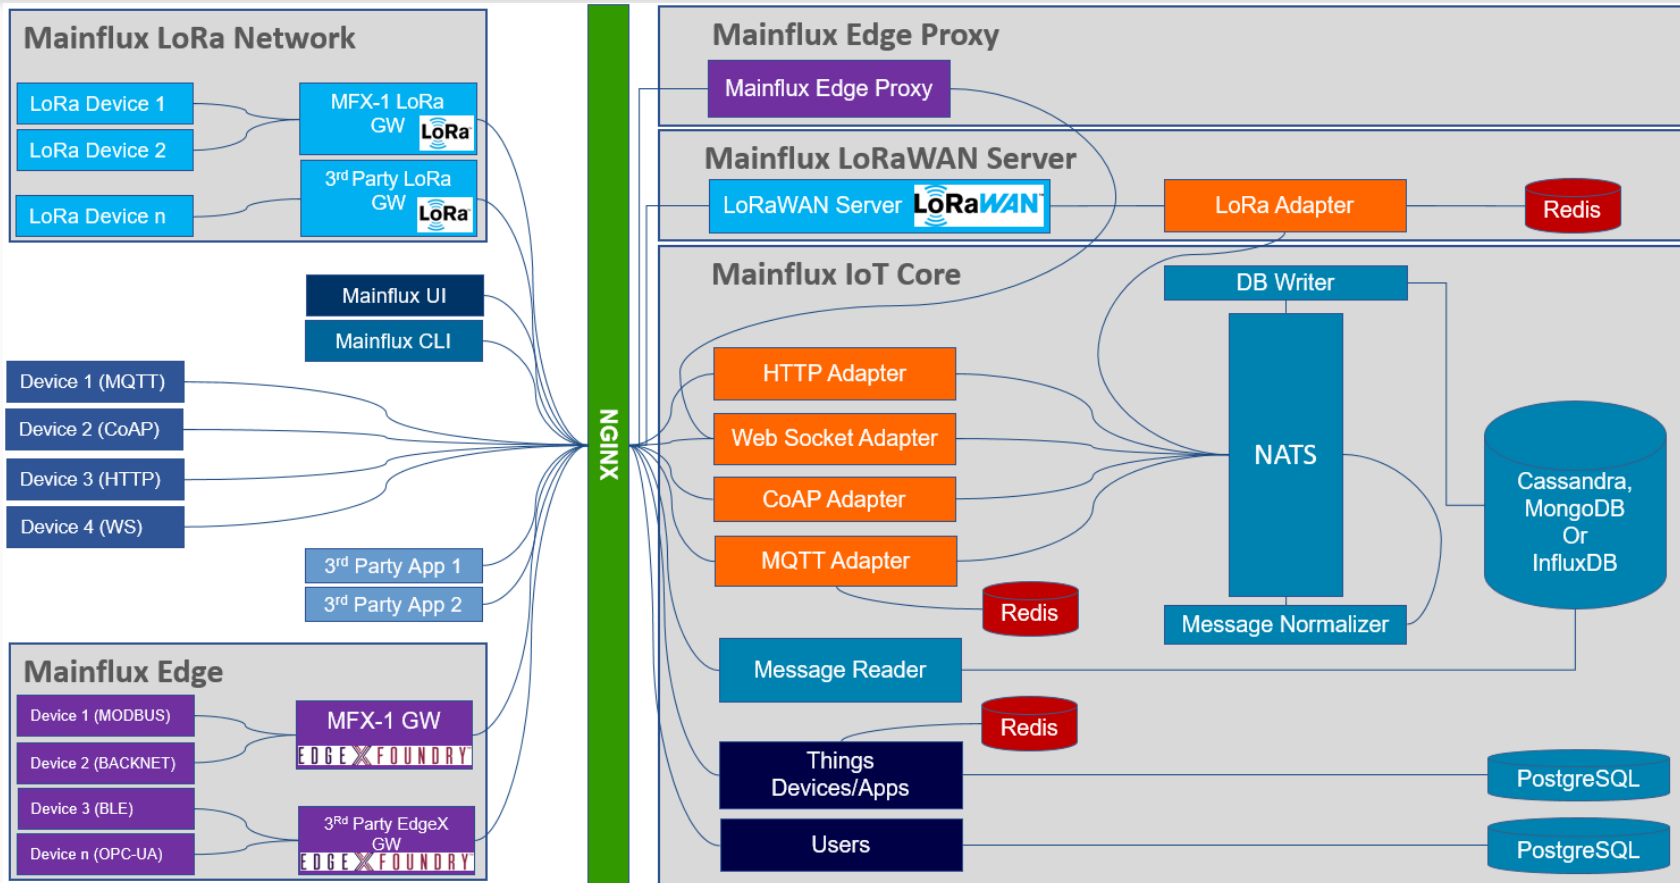 Mainflux LoRa Network
LoRa Device 1
LoRa Device 2
LoRa Device n
MFX-1 LoRa
GW
LoRa
3rd Party LoRa
GW
LoRa
Mainflux UI
Mainflux CLI
Device 1 (MQTT)
Device 2 (CoAP)
Device 3 (HTTP)
Device 4 (WS)
3rd Party App 1
3rd Party App 2
Mainflux Edge
Device 1 (MODBUS)
Device 2 (BACKNET)
Device 3 (BLE)
Device n (OPC-UA)
MFX-1 GW
EDGE X FOUNDRY
3Rd Party EdgeX
GW
EDGE X FOUNDRY
NGINX
Mainflux Edge Proxy
Mainflux Edge Proxy
Mainflux LoRaWAN Server
LoRaWAN Server
LoRaWAN
LoRa Adapter
Redis
Mainflux IoT Core
HTTP Adapter
Web Socket Adapter
CoAP Adapter
MQTT Adapter
Redis
DB Writer
NATS
Message Normalizer
Cassandra,
MongoDB
Or
InfluxDB
Message Reader
Redis
Things
Devices/Apps
PostgreSQL
Users
PostgreSQL